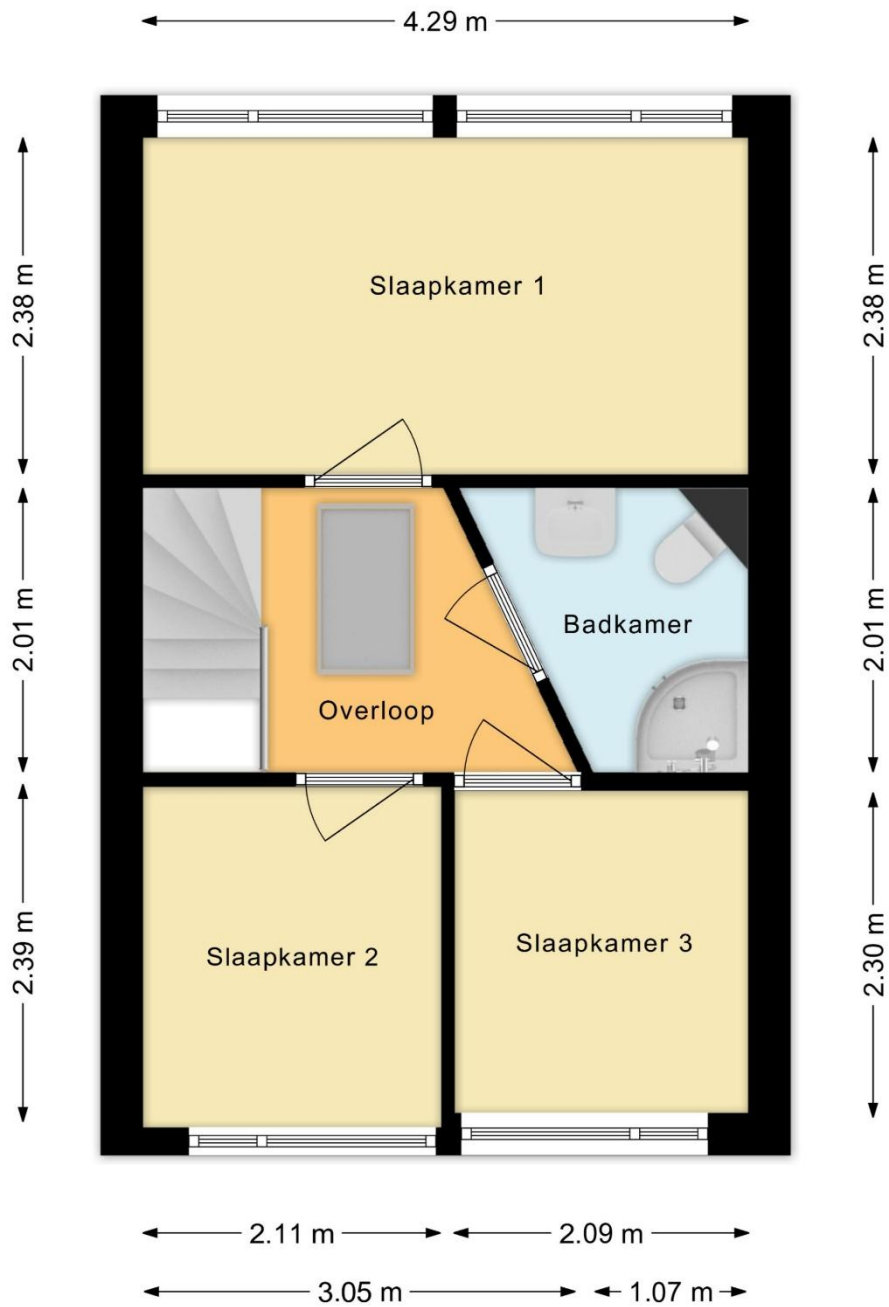 4.29 m
Slaapkamer 1
2.38 m
2.38 m
Badkamer
2.01 m
2.01 m
Overloop
Slaapkamer 2
Slaapkamer 3
2.39 m
2.30 m
2.11 m
2.09 m
3.05 m
1.07 m